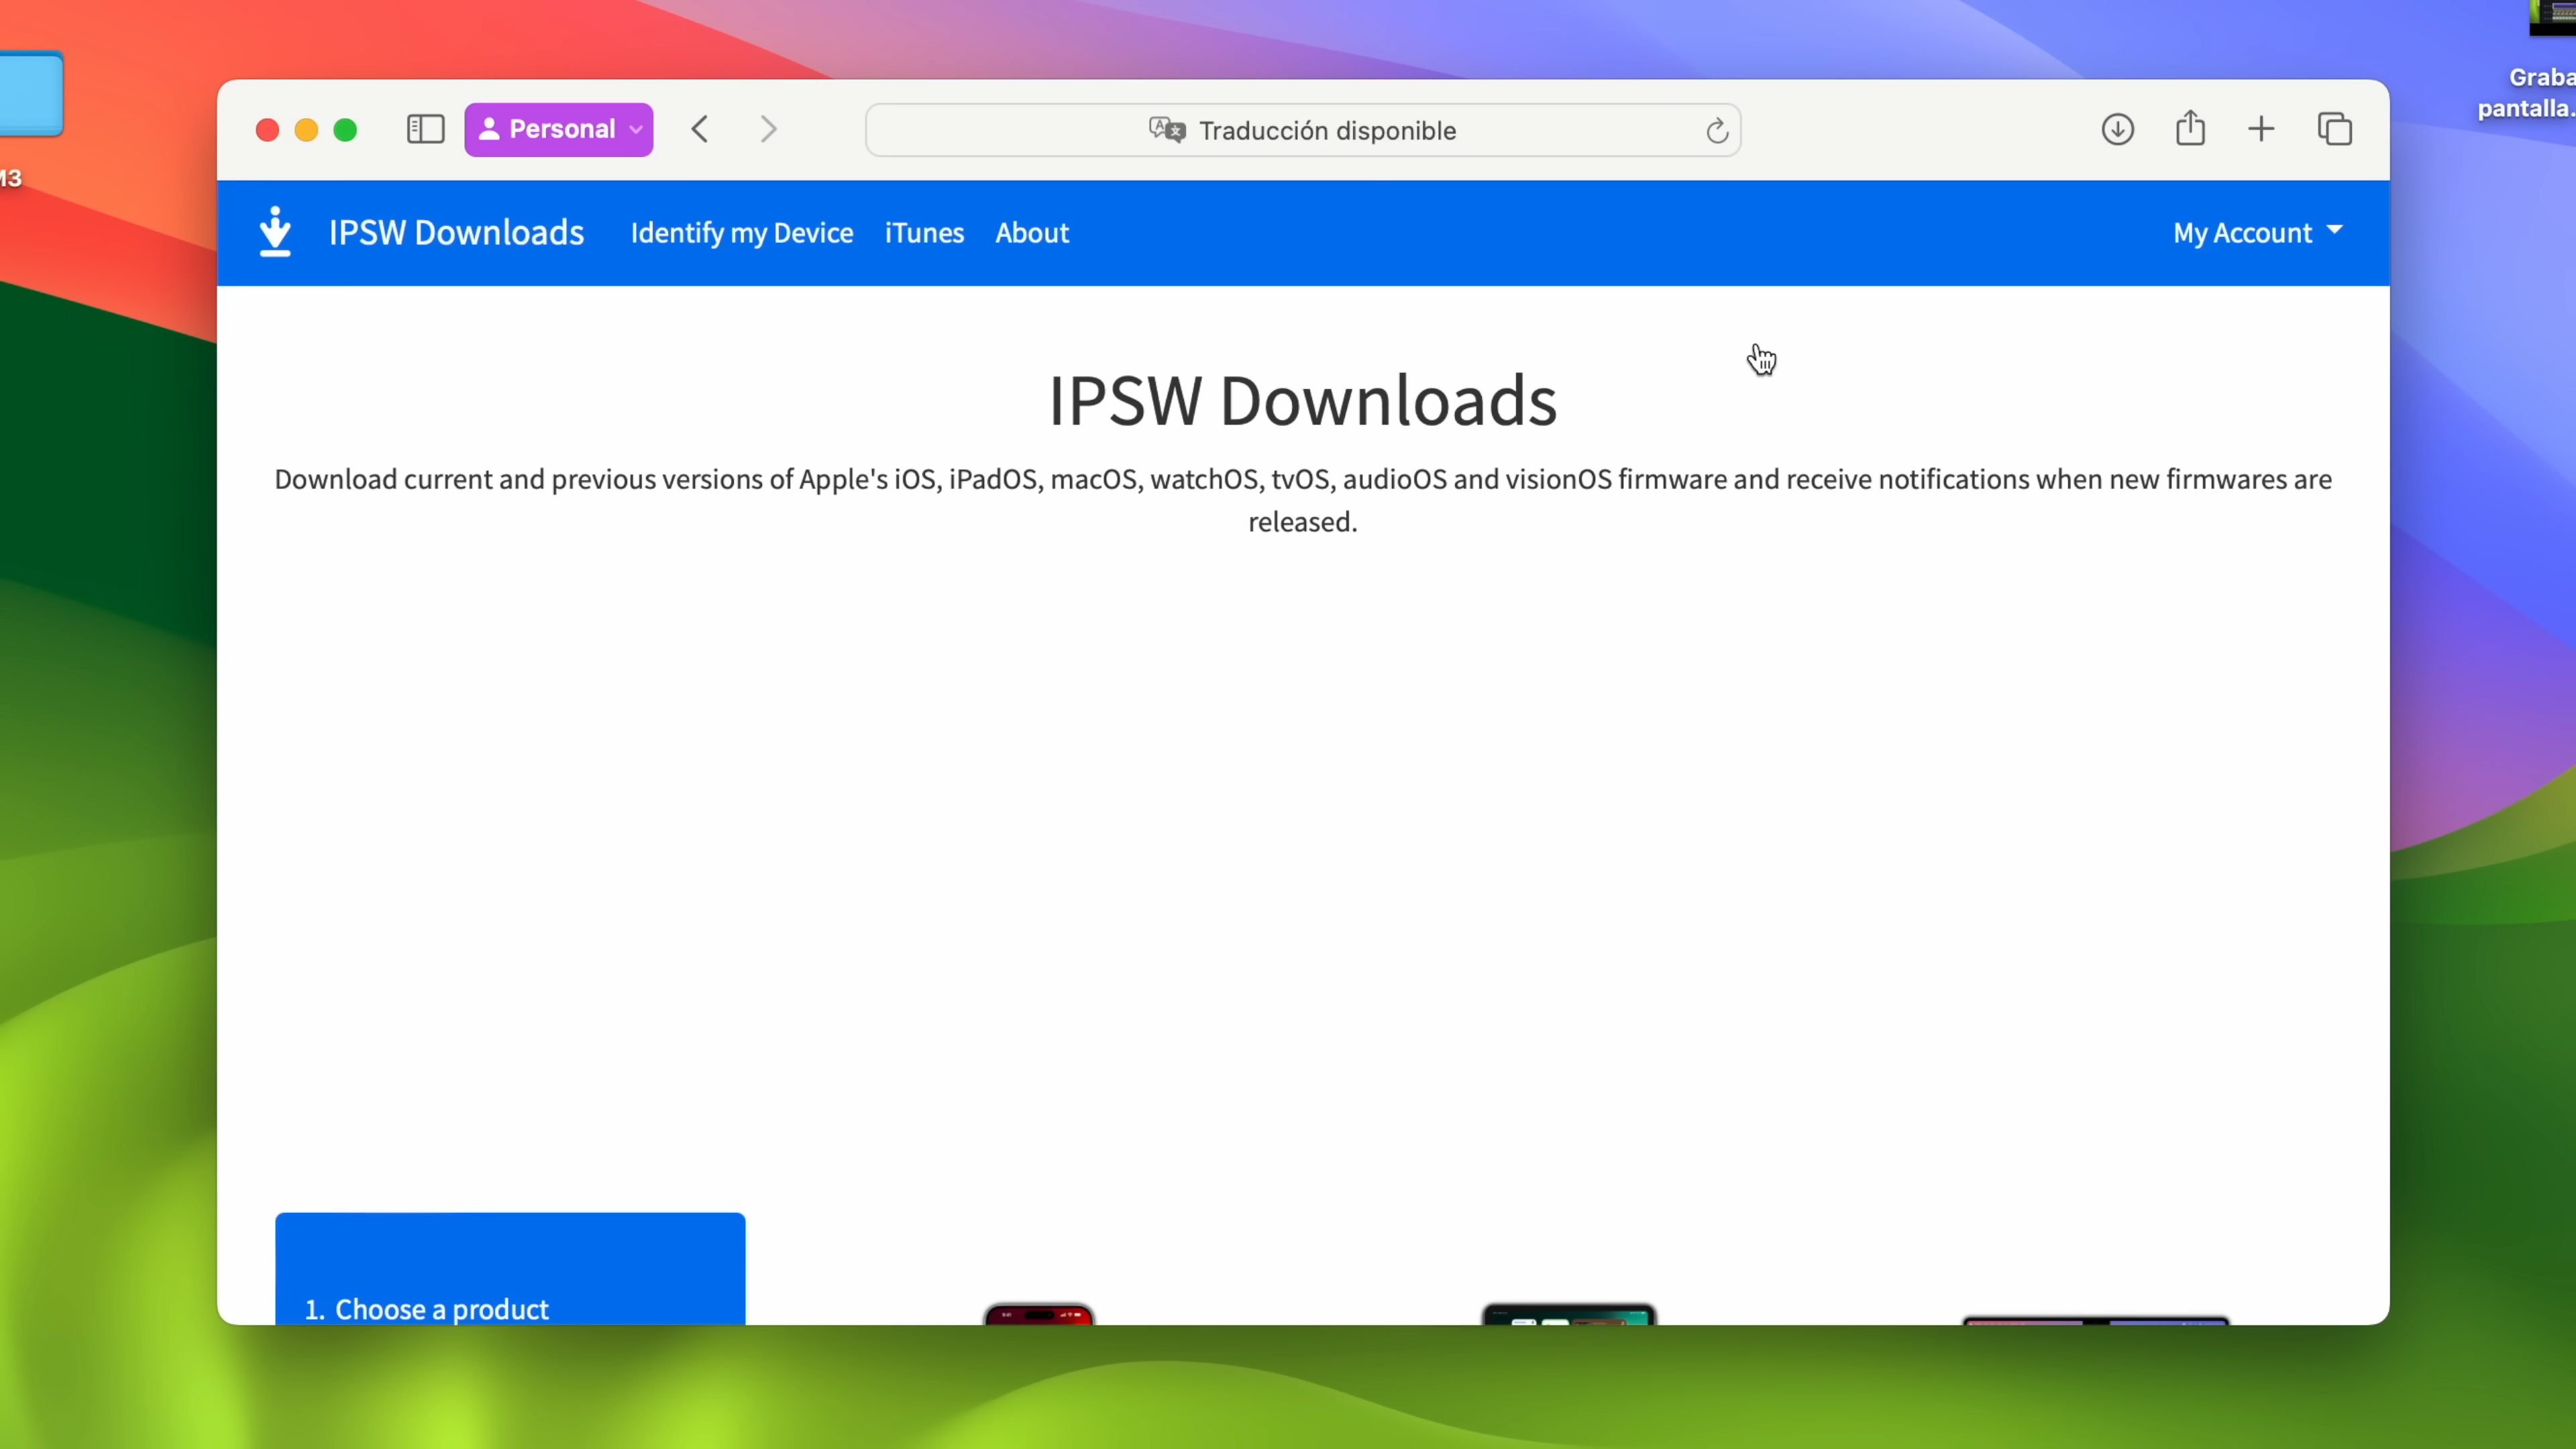 Graba
pantalla.
M3
Personal
Traducción disponible
IPSW Downloads Identify my Device iTunes About My Account
IPSW Downloads
Download current and previous versions of Apple's iOS, iPadOS, macOS, watchOS, tvOS, audioOS and visionOS firmware and receive notifications when new firmwares are
released.
1. Choose a product